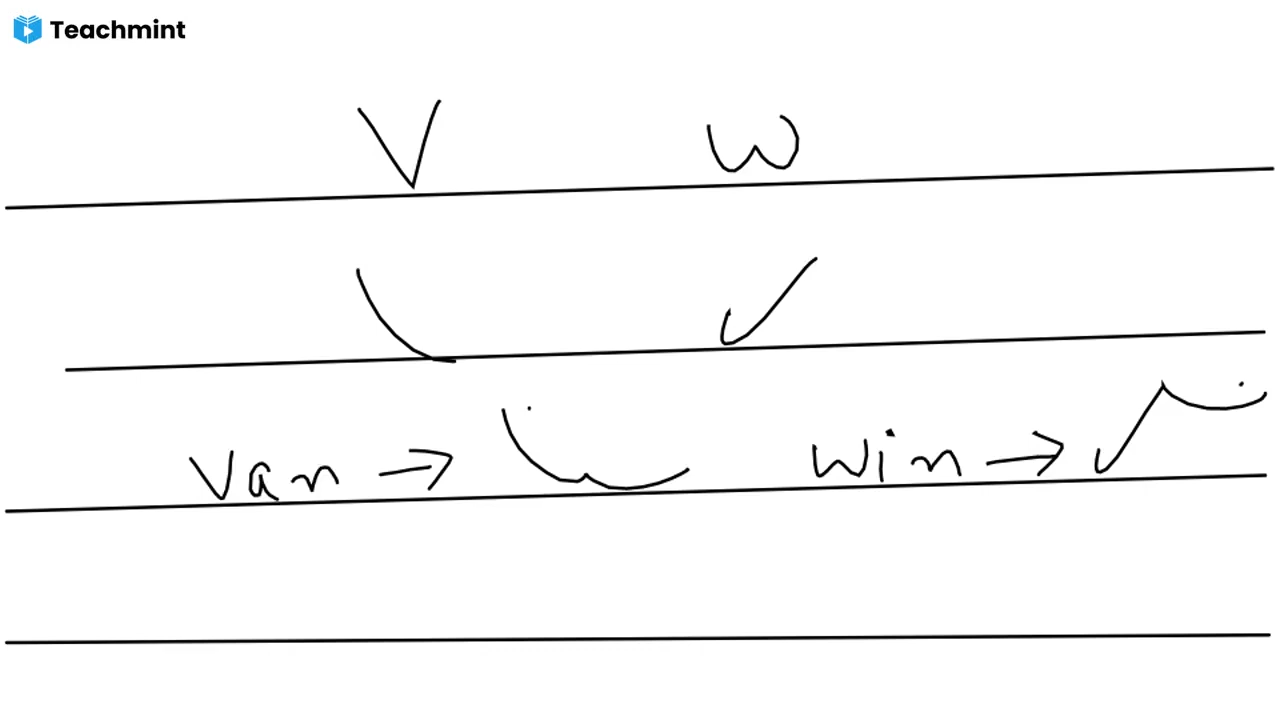 Teachmint
V W
Van → win →